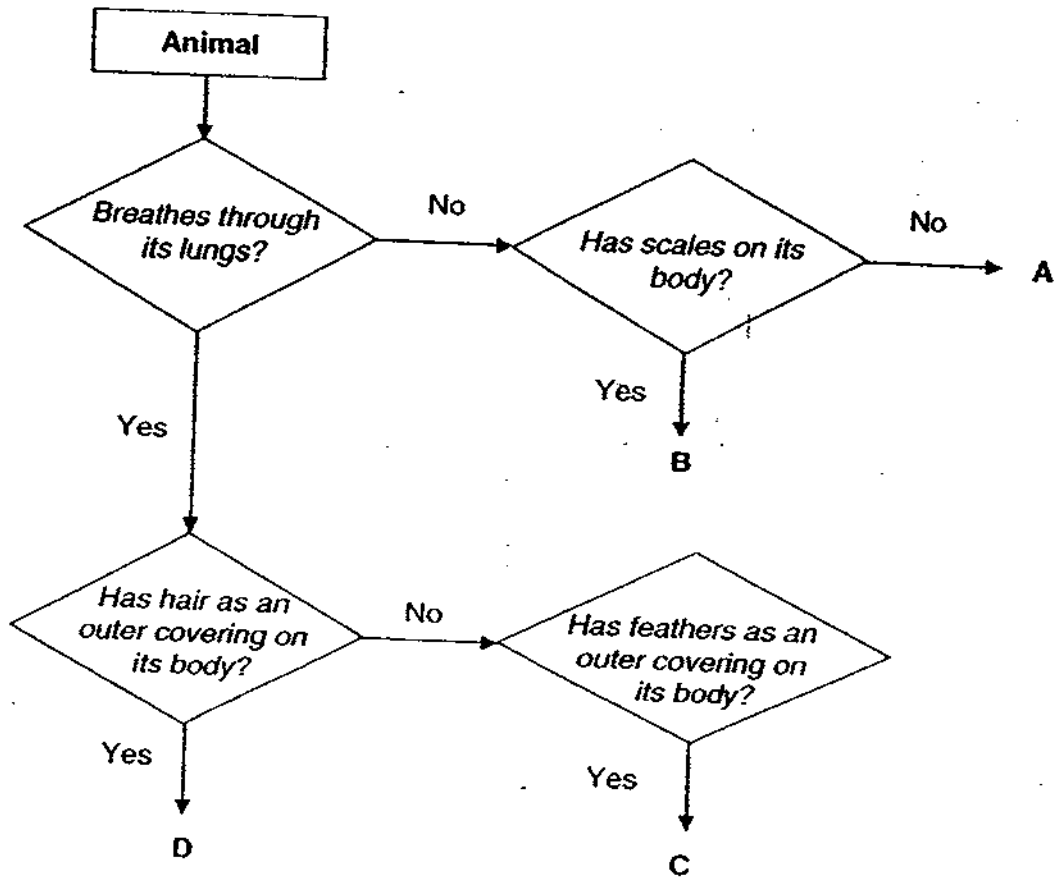 Animal
Breathes through
its lungs?
No
Has scales on its
body?
No
A
Yes
B
Yes
Has hair as an
outer covering on
its body?
No
Has feathers as an
outer covering on
its body?
Yes
D
Yes
C